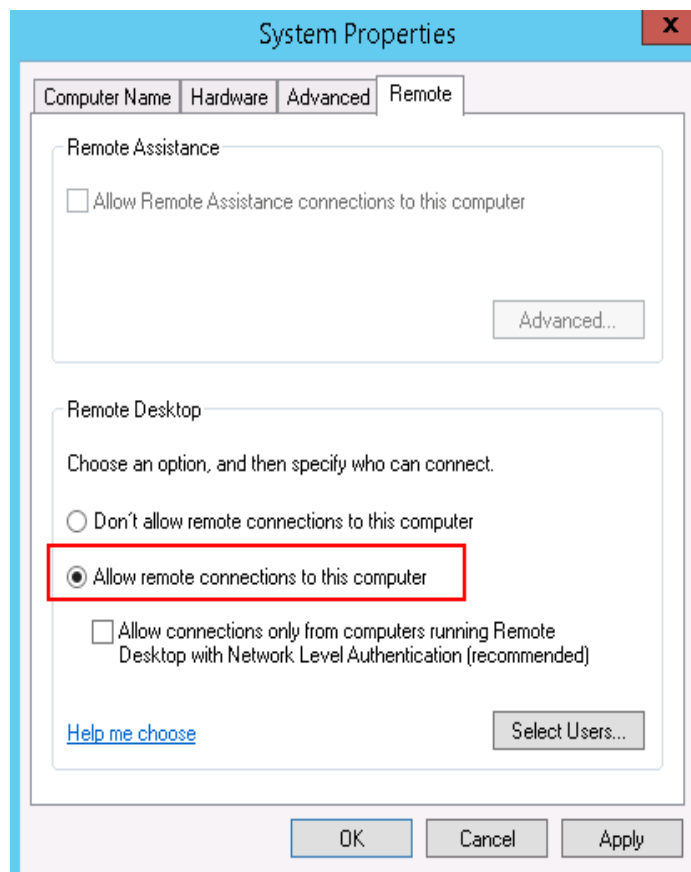 System Properties
x
Computer Name Hardware Advanced Remote
Remote Assistance
Allow Remote Assistance connections to this computer
Advanced...
Remote Desktop
Choose an option, and then specify who can connect.
Don't allow remote connections to this computer
Allow remote connections to this computer
Allow connections only from computers running Remote
Desktop with Network Level Authentication (recommended)
Help me choose Select Users...
OK Cancel Apply